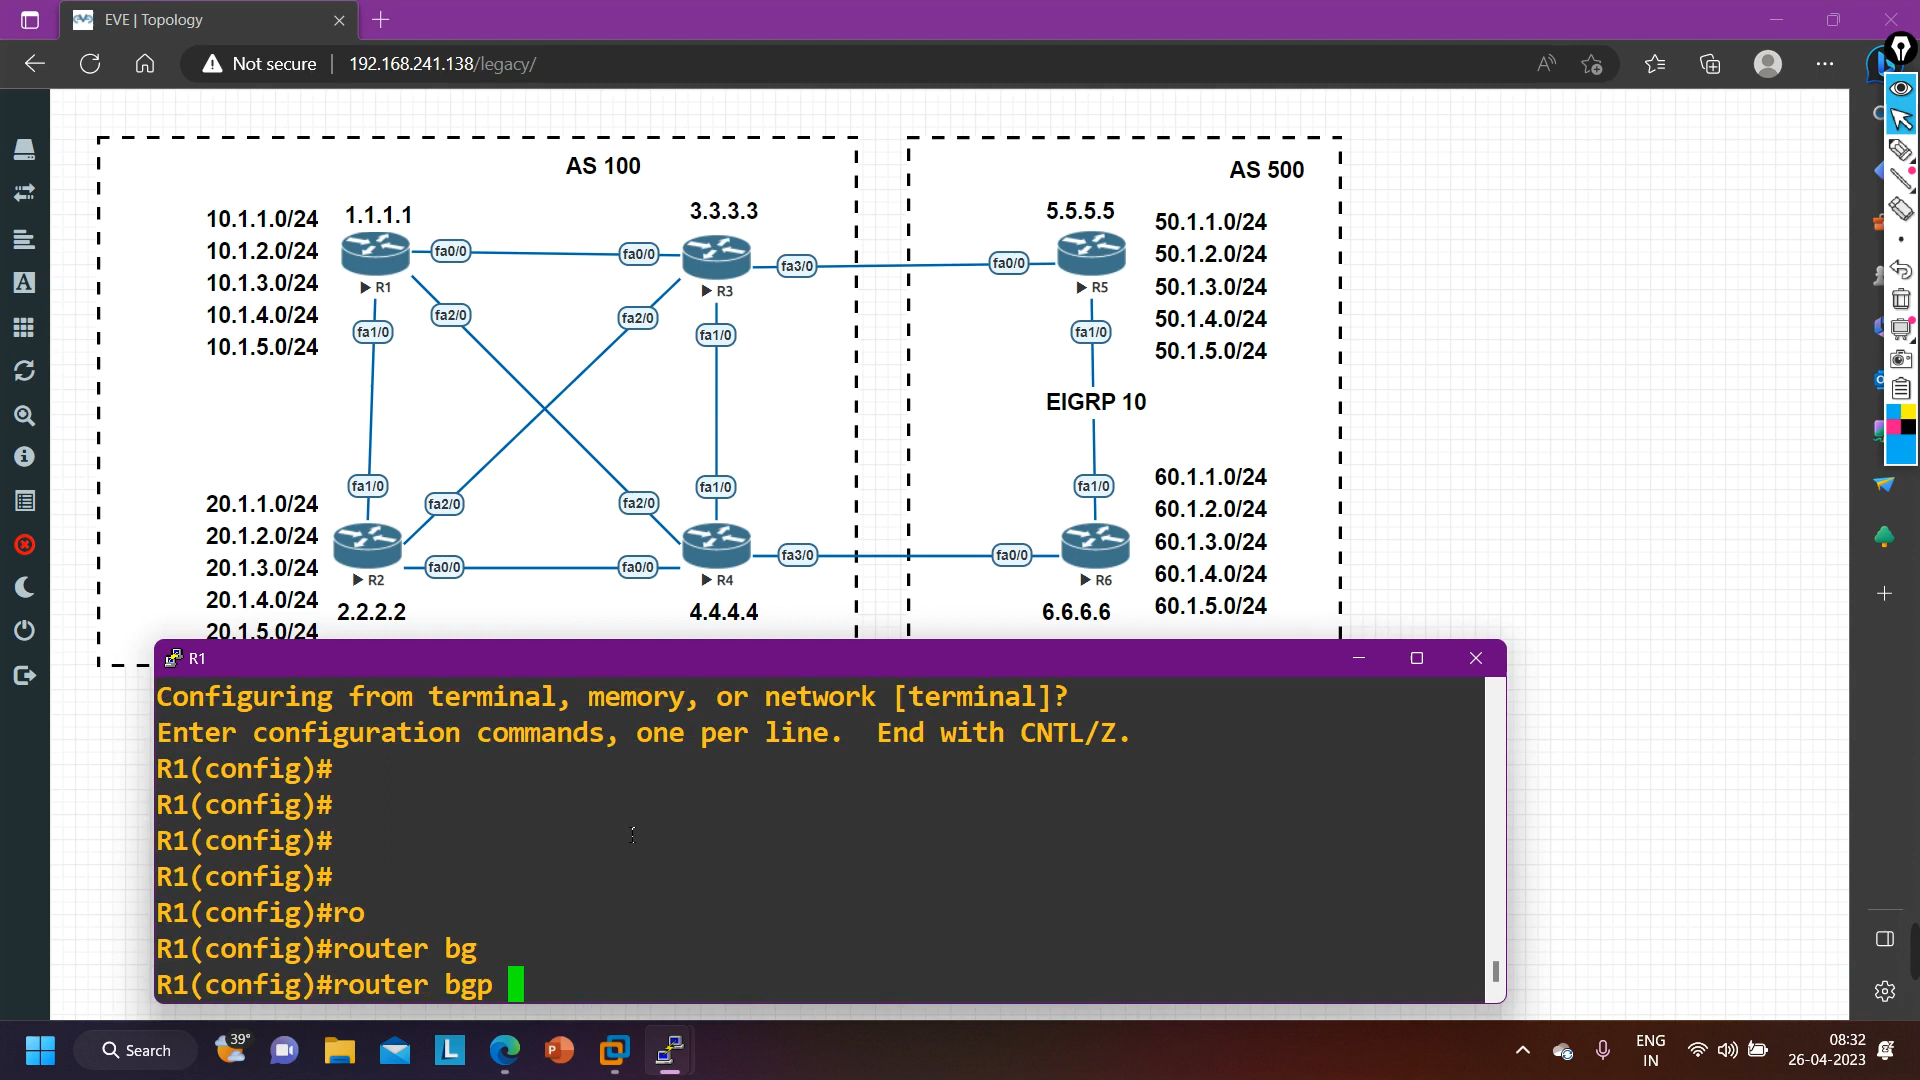 EVE | Topology
Not secure
192.168.241.138/legacy/
AS 100
AS 500
10.1.1.0/24
10.1.2.0/24
10.1.3.0/24
10.1.4.0/24
10.1.5.0/24
1.1.1.1
3.3.3.3
5.5.5.5
50.1.1.0/24
50.1.2.0/24
50.1.3.0/24
50.1.4.0/24
50.1.5.0/24
fa0/0
fa0/0
fa3/0
fa0/0
R1
R3
R5
fa2/0
fa2/0
fa1/0
fa1/0
fa1/0
EIGRP 10
fa1/0
fa1/0
fa1/0
fa2/0
fa2/0
20.1.1.0/24
20.1.2.0/24
20.1.3.0/24
20.1.4.0/24
20.1.5.0/24
60.1.1.0/24
60.1.2.0/24
60.1.3.0/24
60.1.4.0/24
60.1.5.0/24
fa0/0
fa0/0
fa3/0
fa0/0
R2
R4
R6
2.2.2.2
4.4.4.4
6.6.6.6
R1
Configuring from terminal, memory, or network [terminal]?
Enter configuration commands, one per line.  End with CNTL/Z.
R1(config)#
R1(config)#
R1(config)#
R1(config)#
R1(config)#ro
R1(config)#router bg
R1(config)#router bgp
39°
Search
ENG
IN
08:32
26-04-2023